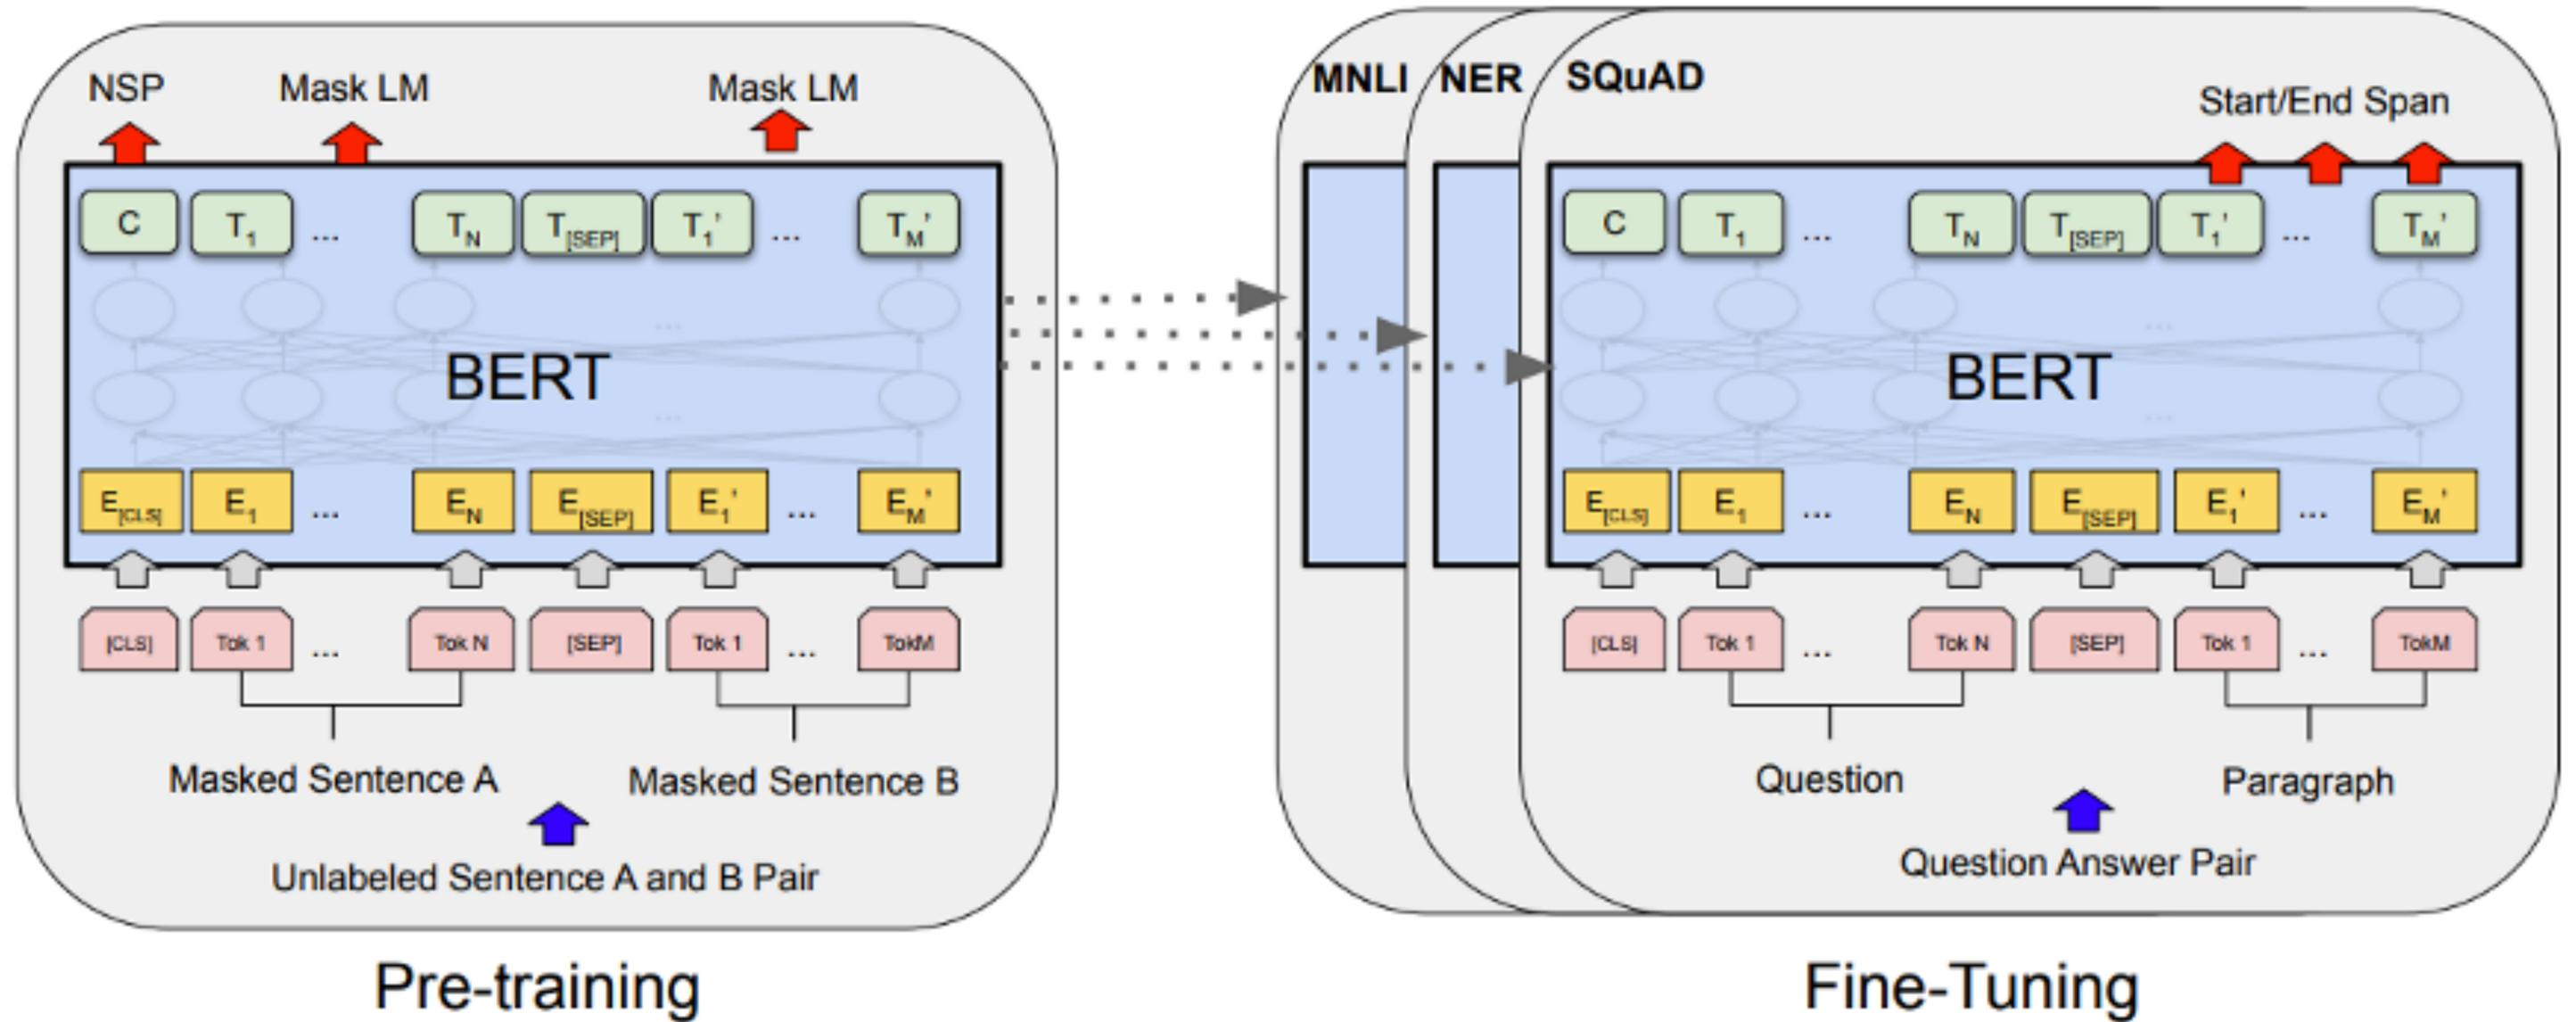 NSP Mask LM Mask LM
C T1 ... TN T[SEP] T1' ... TM'
...
BERT
...
E[CLS] E1 ... EN E[SEP] E1' ... EM'
[CLS] Tok 1 ... Tok N [SEP] Tok 1 ... TokM
Masked Sentence A Masked Sentence B
Unlabeled Sentence A and B Pair
Pre-training
MNLI NER SQuAD
Start/End Span
C T1 ... TN T[SEP] T1' ... TM'
...
BERT
...
E[CLS] E1 ... EN E[SEP] E1' ... EM'
[CLS] Tok 1 ... Tok N [SEP] Tok 1 ... TokM
Question Paragraph
Question Answer Pair
Fine-Tuning